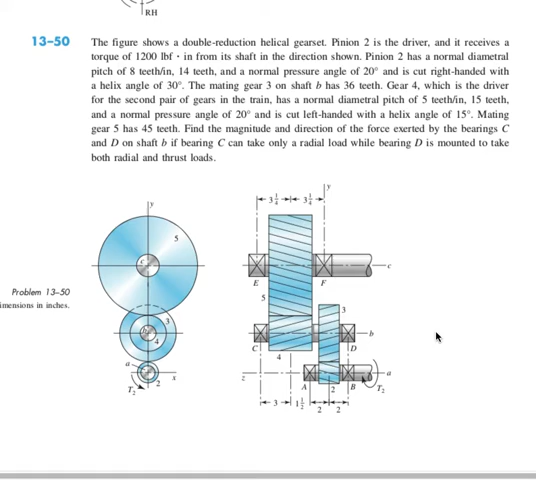 RH
13–50 The figure shows a double-reduction helical gearset. Pinion 2 is the driver, and it receives a
torque of 1200 lbf · in from its shaft in the direction shown. Pinion 2 has a normal diametral
pitch of 8 teeth/in, 14 teeth, and a normal pressure angle of 20° and is cut right-handed with
a helix angle of 30°. The mating gear 3 on shaft b has 36 teeth. Gear 4, which is the driver
for the second pair of gears in the train, has a normal diametral pitch of 5 teeth/in, 15 teeth,
and a normal pressure angle of 20° and is cut left-handed with a helix angle of 15°. Mating
gear 5 has 45 teeth. Find the magnitude and direction of the force exerted by the bearings C
and D on shaft b if bearing C can take only a radial load while bearing D is mounted to take
both radial and thrust loads.
y
3 1/4 3 1/4
y
5
c
c
E F
Problem 13–50
imensions in inches.
5
3
3
b
b
4
C D
4
a
2
x
T2
z
A 2 B
a
T2
3 1 1/2
2 2